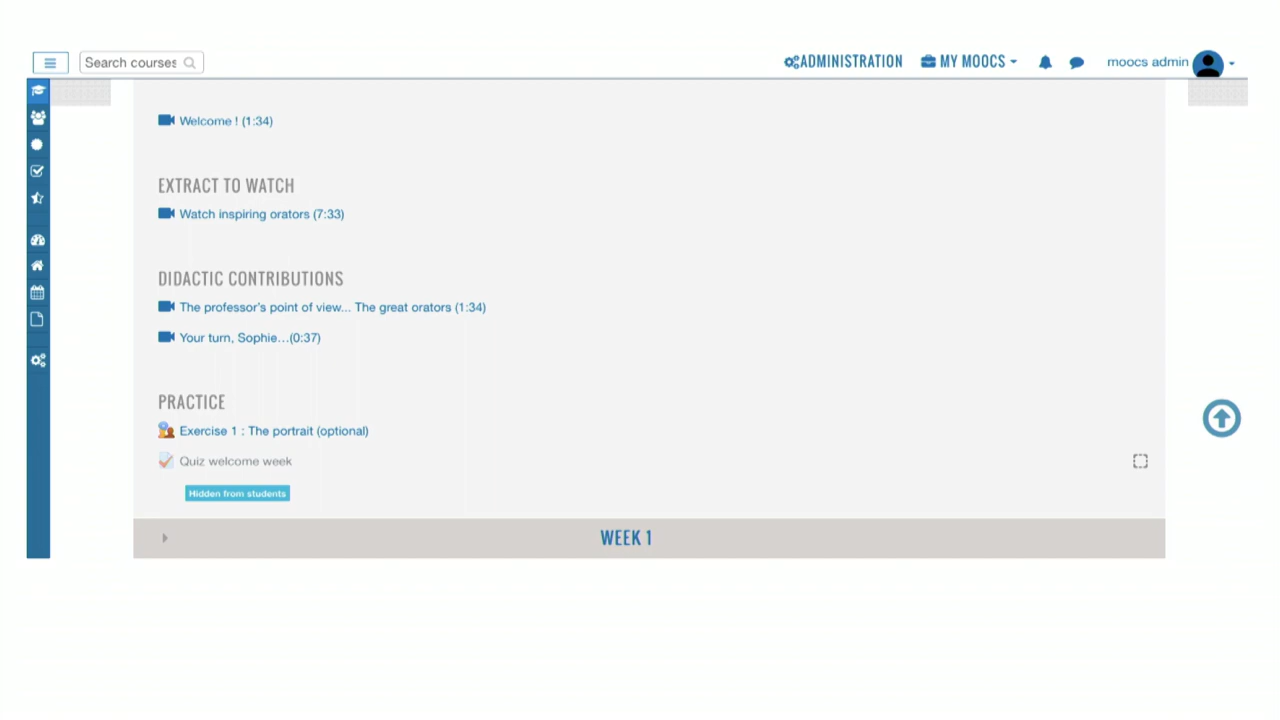 Search courses
ADMINISTRATION
MY MOOCS
moocs admin
Welcome ! (1:34)
EXTRACT TO WATCH
Watch inspiring orators (7:33)
DIDACTIC CONTRIBUTIONS
The professor's point of view... The great orators (1:34)
Your turn, Sophie...(0:37)
PRACTICE
Exercise 1 : The portrait (optional)
Quiz welcome week
Hidden from students
WEEK 1